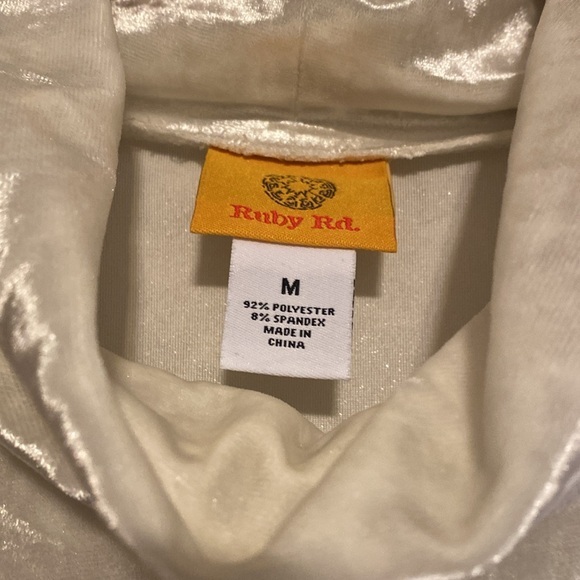 Ruby Rd.
M
92% POLYESTER
8% SPANDEX
MADE IN
CHINA